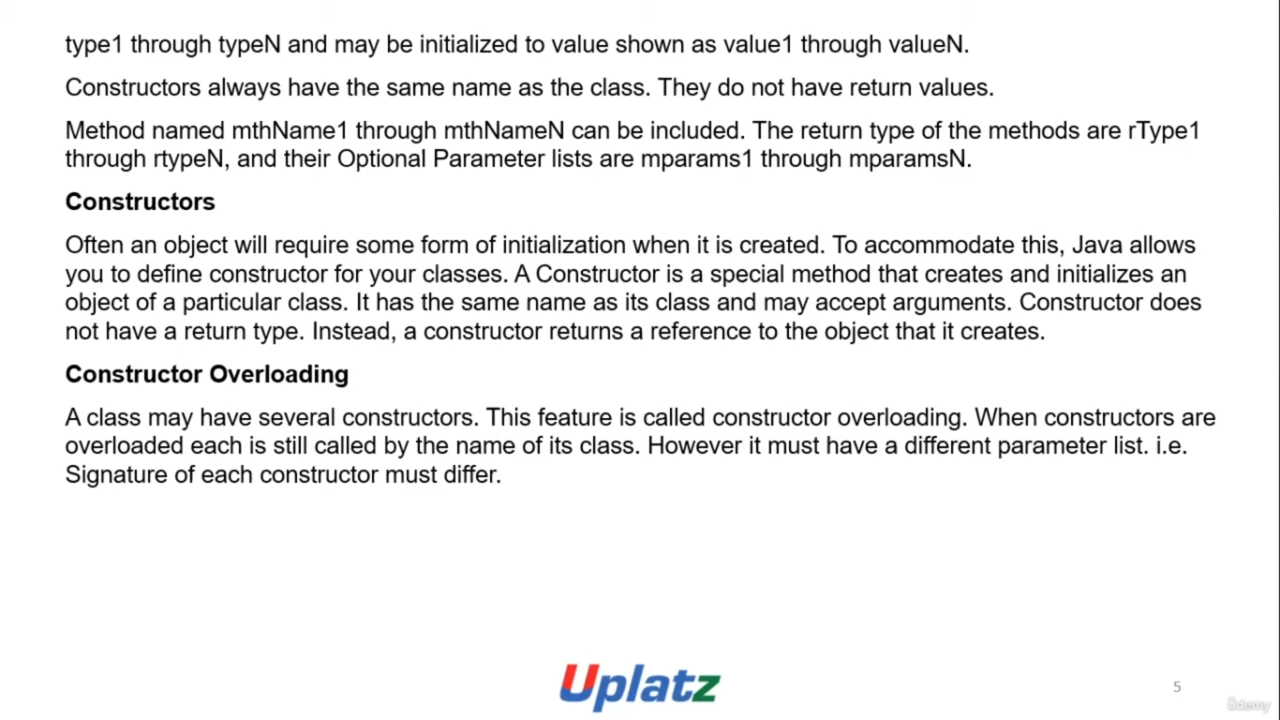 type1 through typeN and may be initialized to value shown as value1 through valueN.
Constructors always have the same name as the class. They do not have return values.
Method named mthName1 through mthNameN can be included. The return type of the methods are rType1
through rtypeN, and their Optional Parameter lists are mparams1 through mparamsN.
Constructors
Often an object will require some form of initialization when it is created. To accommodate this, Java allows
you to define constructor for your classes. A Constructor is a special method that creates and initializes an
object of a particular class. It has the same name as its class and may accept arguments. Constructor does
not have a return type. Instead, a constructor returns a reference to the object that it creates.
Constructor Overloading
A class may have several constructors. This feature is called constructor overloading. When constructors are
overloaded each is still called by the name of its class. However it must have a different parameter list. i.e.
Signature of each constructor must differ.
Uplatz
5
ûdemy